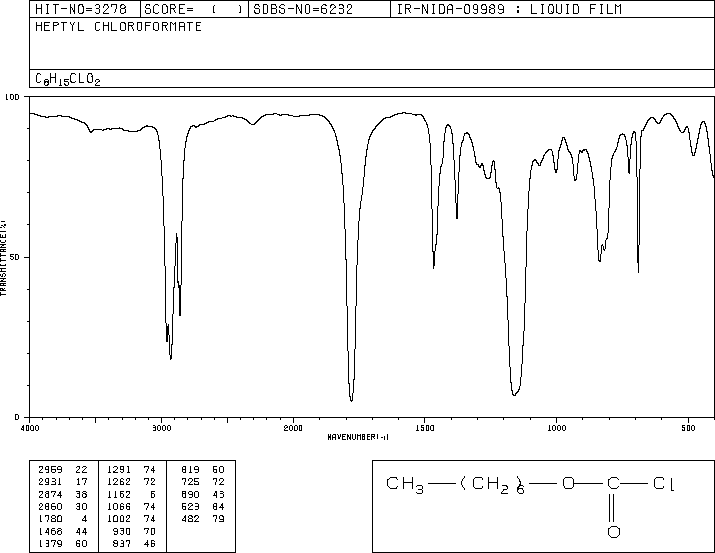 HIT-NO=3278 SCORE= ( ) SDBS-NO=6232 IR-NIDA-09989 : LIQUID FILM
HEPTYL CHLOROFORMATE
C8H15CLO2
100
50
0
TRANSMITTANCE(%)
4000 3000 2000 1500 1000 500
WAVENUMBER(-1)
2959 22 1291 74 819 60
2931 17 1262 72 725 72
2874 38 1162 6 690 43
2860 30 1066 74 623 84
1780 4 1002 74 482 79
1466 44 930 70
1379 60 837 46
CH3—(CH2)6—O—C—Cl
O